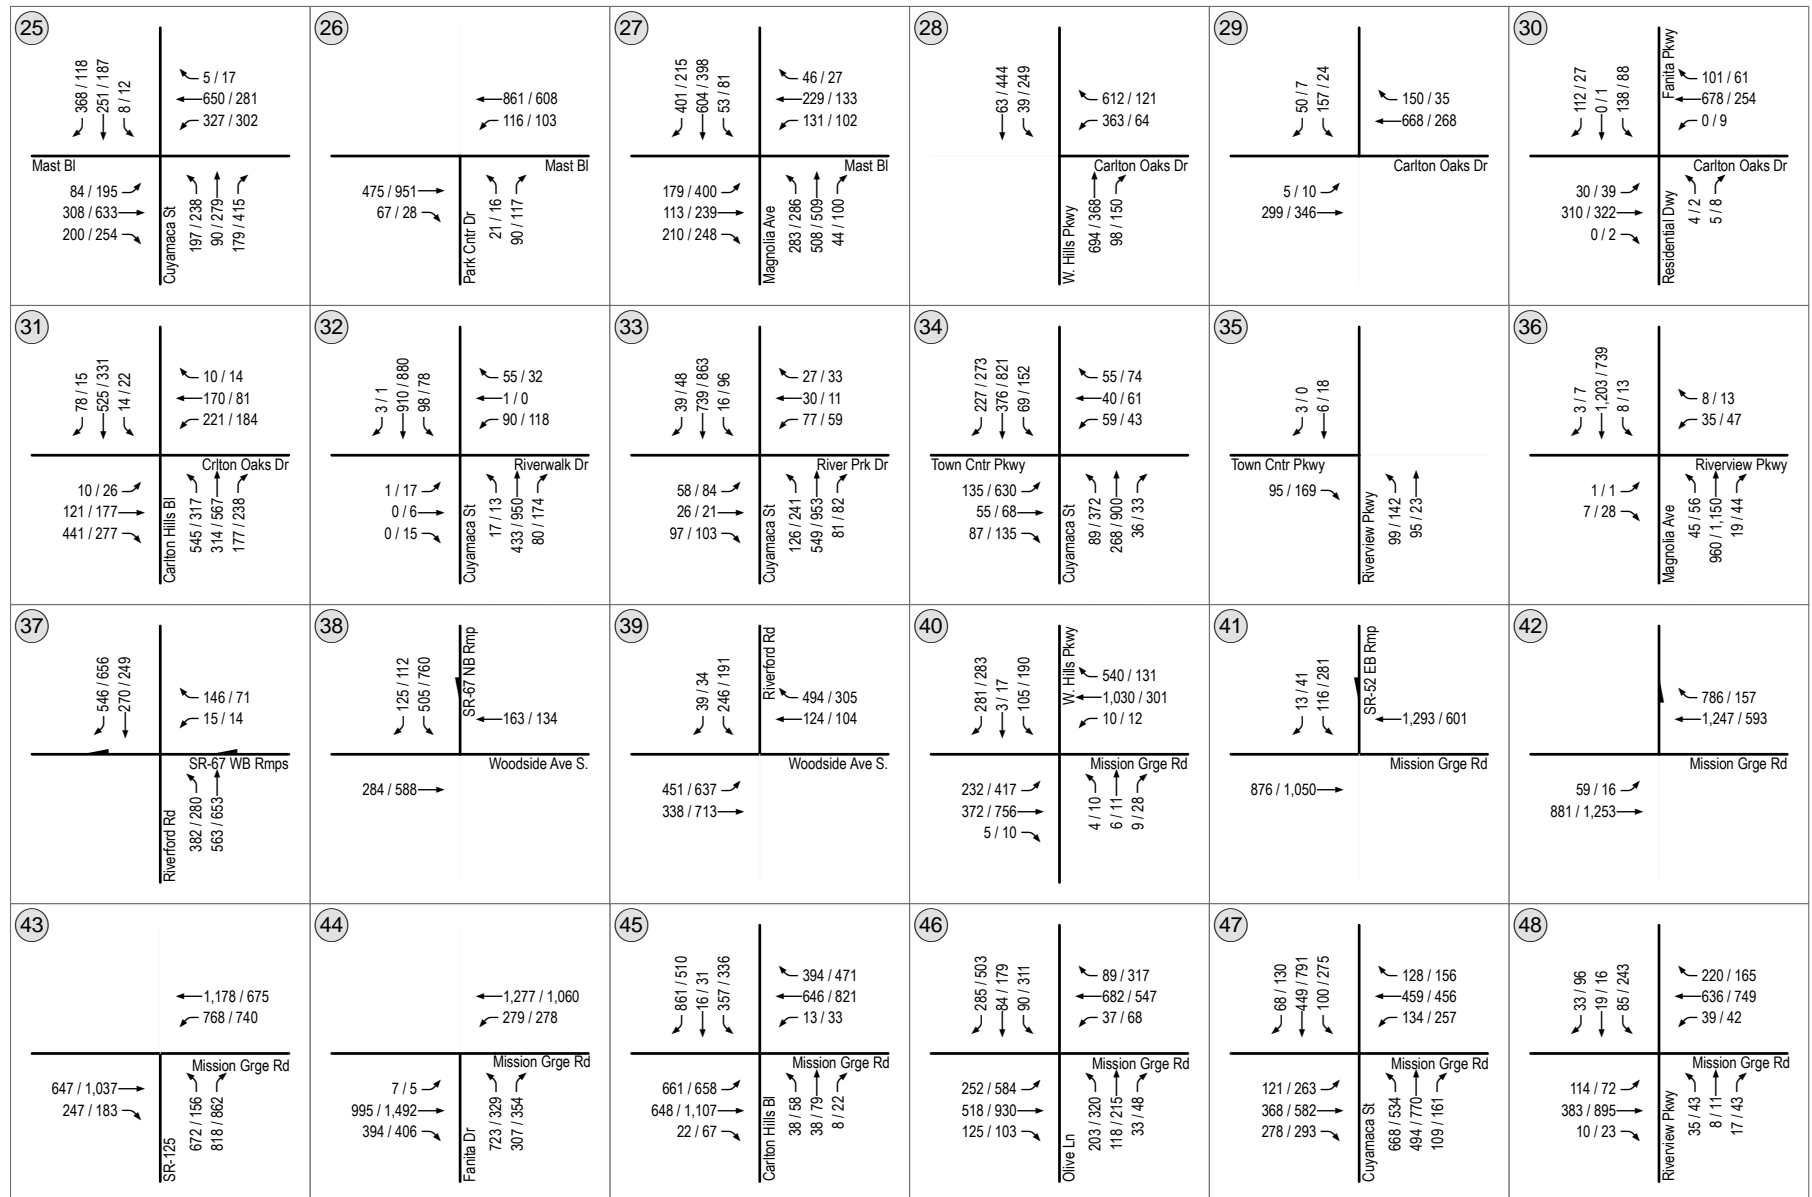 25
368 / 118
251 / 187
8 / 12
5 / 17
650 / 281
327 / 302
Mast Bl
84 / 195
308 / 633
200 / 254
Cuyamaca St
197 / 238
90 / 279
179 / 415
26
861 / 608
116 / 103
Mast Bl
475 / 951
67 / 28
Park Cntr Dr
21 / 16
90 / 117
27
401 / 215
604 / 398
53 / 81
46 / 27
229 / 133
131 / 102
Mast Bl
179 / 400
113 / 239
210 / 248
Magnolia Ave
283 / 286
508 / 509
44 / 100
28
63 / 444
39 / 249
612 / 121
363 / 64
Carlton Oaks Dr
W. Hills Pkwy
694 / 368
98 / 150
29
50 / 7
157 / 24
150 / 35
668 / 268
Carlton Oaks Dr
5 / 10
299 / 346
30
112 / 27
0 / 1
138 / 88
Fanita Pkwy
101 / 61
678 / 254
0 / 9
Carlton Oaks Dr
30 / 39
310 / 322
0 / 2
Residential Dwy
4 / 2
5 / 8
31
78 / 15
525 / 331
14 / 22
10 / 14
170 / 81
221 / 184
Crlton Oaks Dr
10 / 26
121 / 177
441 / 277
Carlton Hills Bl
545 / 317
314 / 567
177 / 238
32
3 / 1
910 / 880
98 / 78
55 / 32
1 / 0
90 / 118
Riverwalk Dr
1 / 17
0 / 6
0 / 15
Cuyamaca St
17 / 13
433 / 950
80 / 174
33
39 / 48
739 / 863
16 / 96
27 / 33
30 / 11
77 / 59
River Prk Dr
58 / 84
26 / 21
97 / 103
Cuyamaca St
126 / 241
549 / 953
81 / 82
34
227 / 273
376 / 821
69 / 152
55 / 74
40 / 61
59 / 43
Town Cntr Pkwy
135 / 630
55 / 68
87 / 135
Cuyamaca St
89 / 372
268 / 900
36 / 33
35
3 / 0
6 / 18
Town Cntr Pkwy
95 / 169
Riverview Pkwy
99 / 142
95 / 23
36
3 / 7
1,203 / 739
8 / 13
8 / 13
35 / 47
Riverview Pkwy
1 / 1
7 / 28
Magnolia Ave
45 / 56
960 / 1,150
19 / 44
37
546 / 656
270 / 249
146 / 71
15 / 14
SR-67 WB Rmps
Riverford Rd
382 / 280
563 / 653
38
125 / 112
505 / 760
SR-67 NB Rmp
163 / 134
Woodside Ave S.
284 / 588
39
39 / 34
246 / 191
Riverford Rd
494 / 305
124 / 104
Woodside Ave S.
451 / 637
338 / 713
40
281 / 283
3 / 17
105 / 190
W. Hills Pkwy
540 / 131
1,030 / 301
10 / 12
Mission Grge Rd
232 / 417
372 / 756
5 / 10
4 / 10
6 / 11
9 / 28
41
13 / 41
116 / 281
SR-52 EB Rmp
1,293 / 601
Mission Grge Rd
876 / 1,050
42
786 / 157
1,247 / 593
Mission Grge Rd
59 / 16
881 / 1,253
43
1,178 / 675
768 / 740
Mission Grge Rd
647 / 1,037
247 / 183
SR-125
672 / 156
818 / 862
44
1,277 / 1,060
279 / 278
Mission Grge Rd
7 / 5
995 / 1,492
394 / 406
Fanita Dr
723 / 329
307 / 354
45
861 / 510
16 / 31
357 / 336
394 / 471
646 / 821
13 / 33
Mission Grge Rd
661 / 658
648 / 1,107
22 / 67
Carlton Hills Bl
38 / 58
38 / 79
8 / 22
46
285 / 503
84 / 179
90 / 311
89 / 317
682 / 547
37 / 68
Mission Grge Rd
252 / 584
518 / 930
125 / 103
Olive Ln
203 / 320
118 / 215
33 / 48
47
68 / 130
449 / 791
100 / 275
128 / 156
459 / 456
134 / 257
Mission Grge Rd
121 / 263
368 / 582
278 / 293
Cuyamaca St
668 / 534
494 / 770
109 / 161
48
33 / 96
19 / 16
85 / 243
220 / 165
636 / 749
39 / 42
Mission Grge Rd
114 / 72
383 / 895
10 / 23
Riverview Pkwy
35 / 43
8 / 11
17 / 43